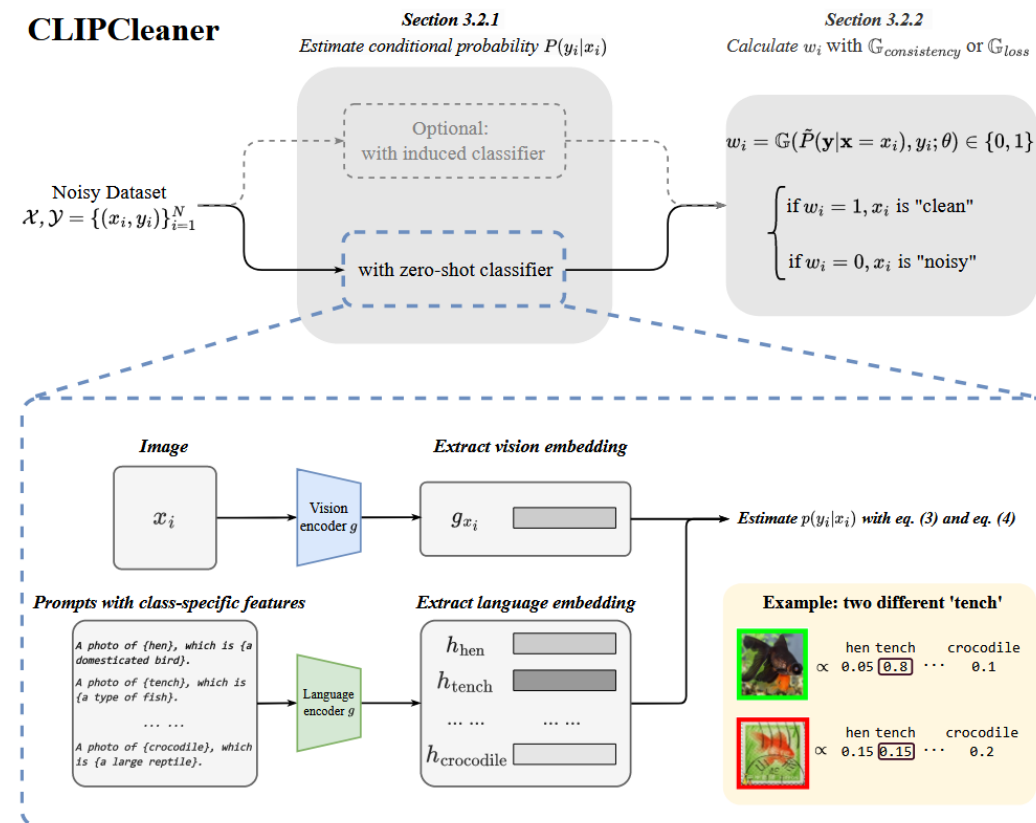 CLIPCleaner
Section 3.2.1
Estimate conditional probability P(y_i|x_i)
Section 3.2.2
Calculate w_i with 𝔾_consistency or 𝔾_loss
Optional:
with induced classifier
Noisy Dataset
𝒳, 𝒴 = {(x_i, y_i)}_{i=1}^N
with zero-shot classifier
w_i = 𝔾(P̃(𝐲|𝐱 = x_i), y_i; θ) ∈ {0, 1}
if w_i = 1, x_i is "clean"
if w_i = 0, x_i is "noisy"
Image
Extract vision embedding
x_i
Vision
encoder g
g_{x_i}
Estimate p(y_i|x_i) with eq. (3) and eq. (4)
Prompts with class-specific features
Extract language embedding
A photo of {hen}, which is {a
domesticated bird}.
A photo of {tench}, which is
{a type of fish}.
... ...
A photo of {crocodile}, which
is {a large reptile}.
Language
encoder g
h_hen
h_tench
... ... ... ...
h_crocodile
Example: two different 'tench'
hen tench crocodile
∝ 0.05 0.8 ··· 0.1
hen tench crocodile
∝ 0.15 0.15 ··· 0.2